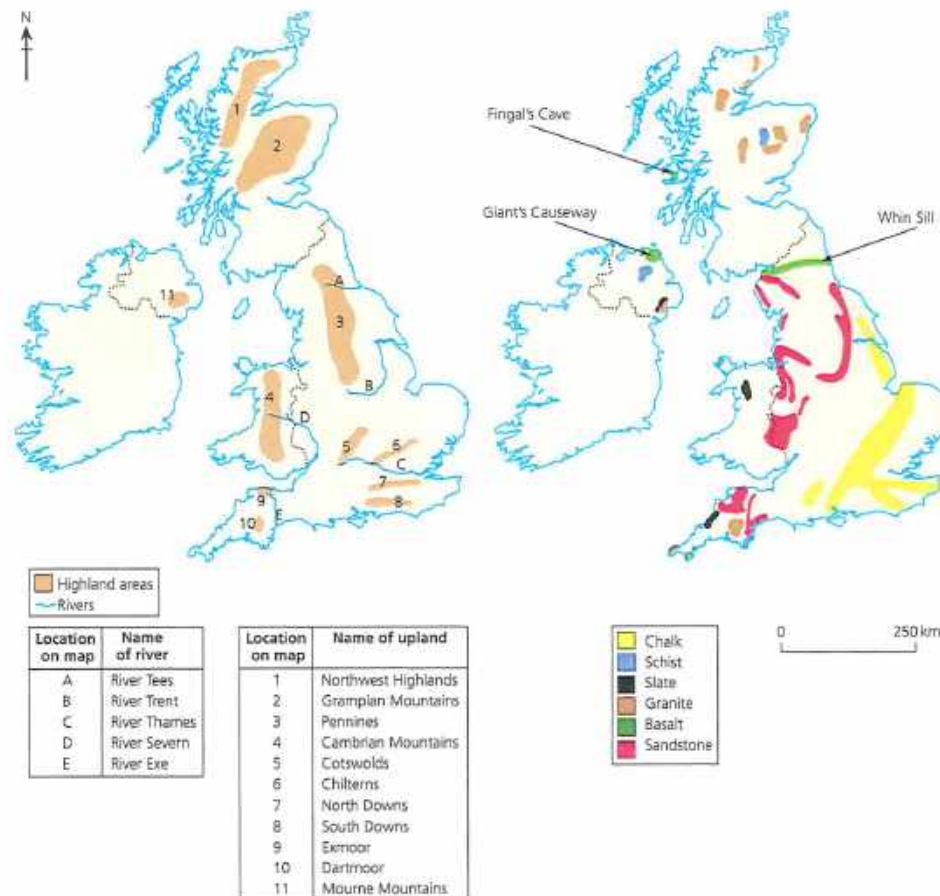 N
1
2
11
A
3
B
4
D
5
6
C
7
8
9
10
E
Fingal's Cave
Giant's Causeway
Whin Sill
Highland areas
Rivers
Location on map Name of river
A River Tees
B River Trent
C River Thames
D River Severn
E River Exe
Location on map Name of upland
1 Northwest Highlands
2 Grampian Mountains
3 Pennines
4 Cambrian Mountains
5 Cotswolds
6 Chilterns
7 North Downs
8 South Downs
9 Exmoor
10 Dartmoor
11 Mourne Mountains
Chalk
Schist
Slate
Granite
Basalt
Sandstone
0 250 km